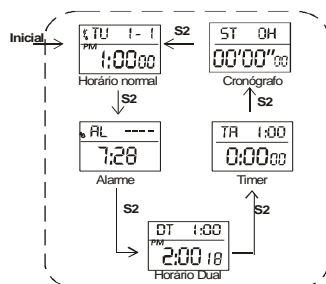 Inicial
TU 1-1
PM
1:00 00
Horário normal
S2
ST 0H
00'00"00
Cronógrafo
S2
AL ----
7:28
Alarme
S2
TA 1:00
0:00 00
Timer
S2
DT 1:00
PM
2:00 18
Horário Dual
S2